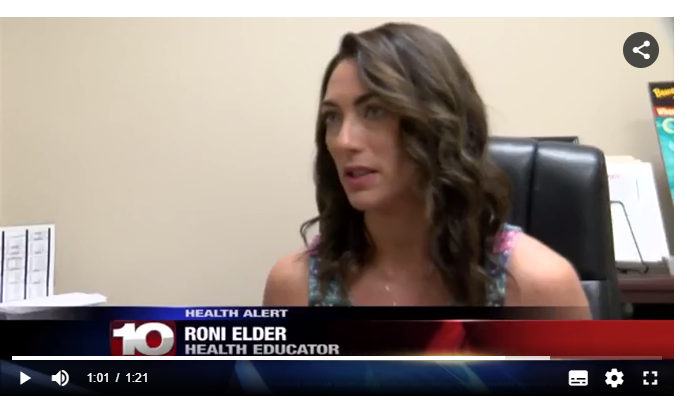 HEALTH ALERT
10
RONI ELDER
HEALTH EDUCATOR
1:01 / 1:21